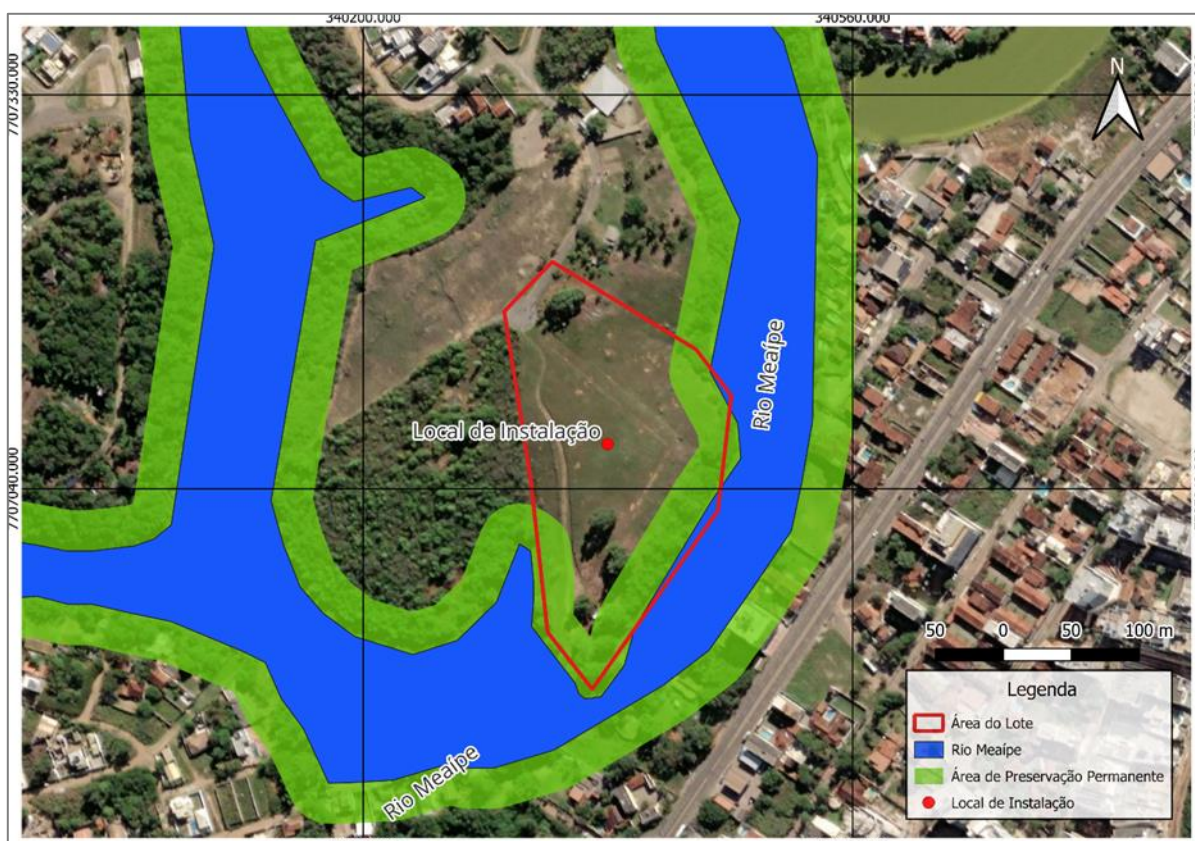 340200.000
340560.000
7707330.000
N
Rio Meaípe
Local de Instalação
7707040.000
50 0 50 100 m
Legenda
Área do Lote
Rio Meaípe
Área de Preservação Permanente
Local de Instalação
Rio Meaípe